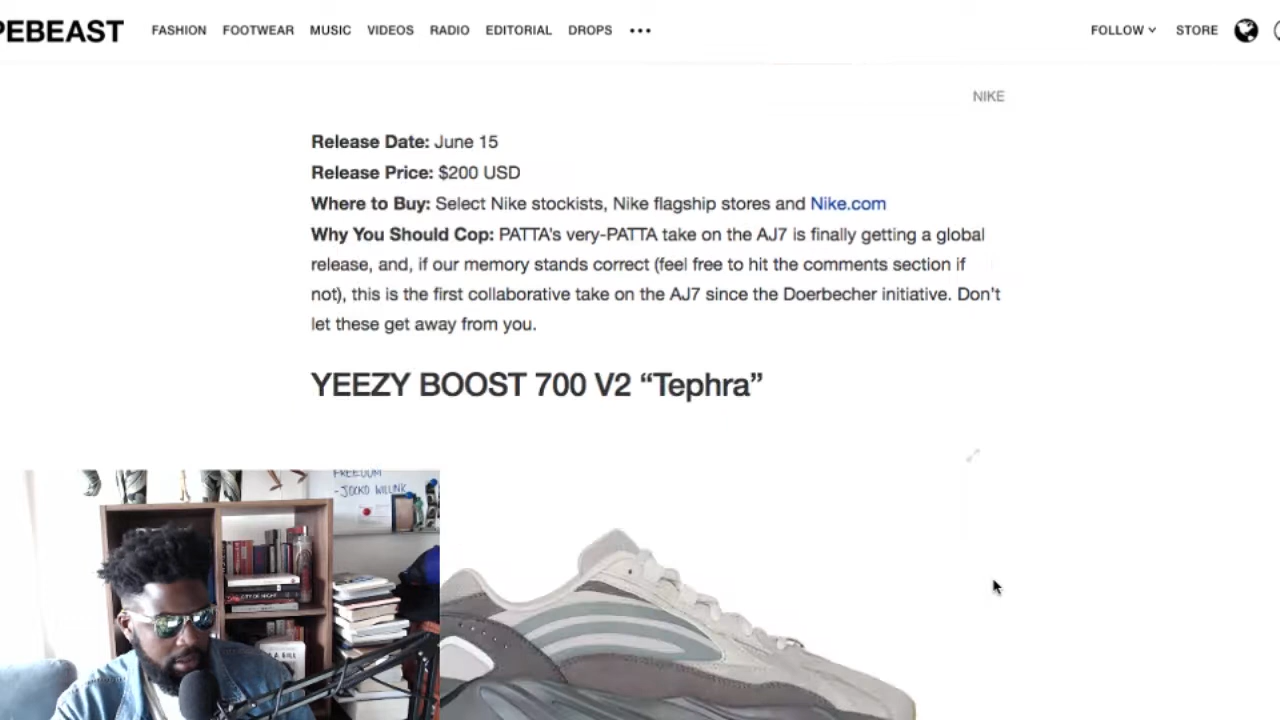 PEBEAST FASHION FOOTWEAR MUSIC VIDEOS RADIO EDITORIAL DROPS ••• FOLLOW STORE
NIKE
Release Date: June 15
Release Price: $200 USD
Where to Buy: Select Nike stockists, Nike flagship stores and Nike.com
Why You Should Cop: PATTA's very-PATTA take on the AJ7 is finally getting a global
release, and, if our memory stands correct (feel free to hit the comments section if
not), this is the first collaborative take on the AJ7 since the Doerbecher initiative. Don't
let these get away from you.
YEEZY BOOST 700 V2 “Tephra”
FREEDOM
-JOCKO WILLINK
CITY OF NIGHT